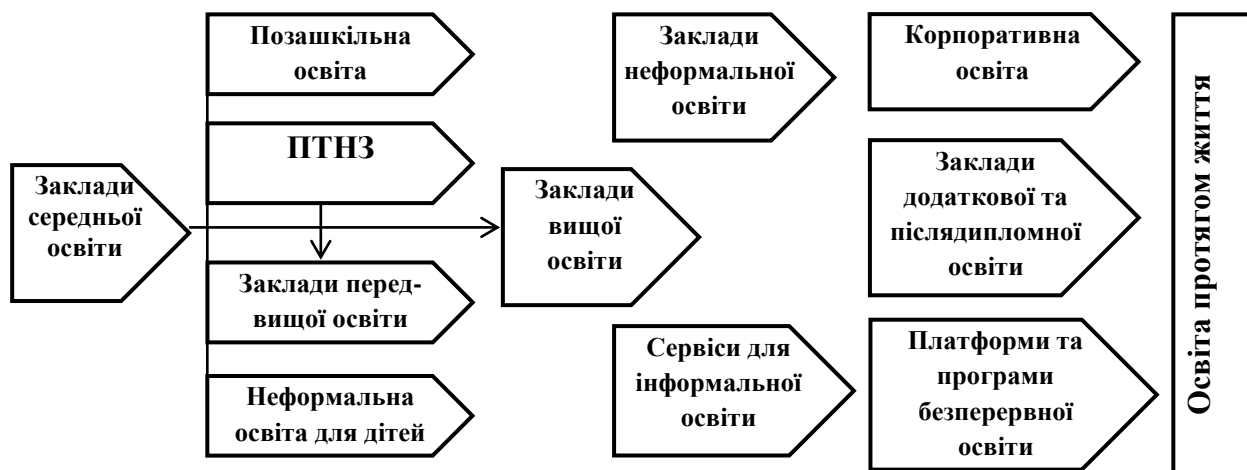 Заклади
середньої
освіти
Позашкільна
освіта
ПТНЗ
Заклади перед-
вищої освіти
Неформальна
освіта для дітей
Заклади
вищої
освіти
Заклади
неформальної
освіти
Сервіси для
інформальної
освіти
Корпоративна
освіта
Заклади
додаткової та
післядипломної
освіти
Платформи та
програми
безперервної
освіти
Освіта протягом життя